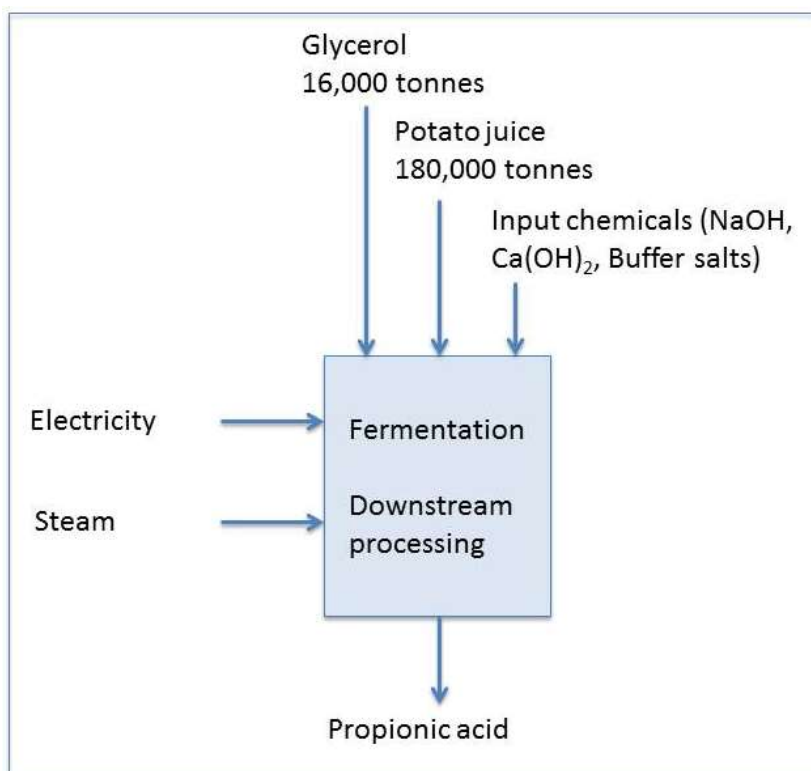 Glycerol
16,000 tonnes
Potato juice
180,000 tonnes
Input chemicals (NaOH,
Ca(OH)₂, Buffer salts)
Electricity
Fermentation
Steam
Downstream
processing
Propionic acid